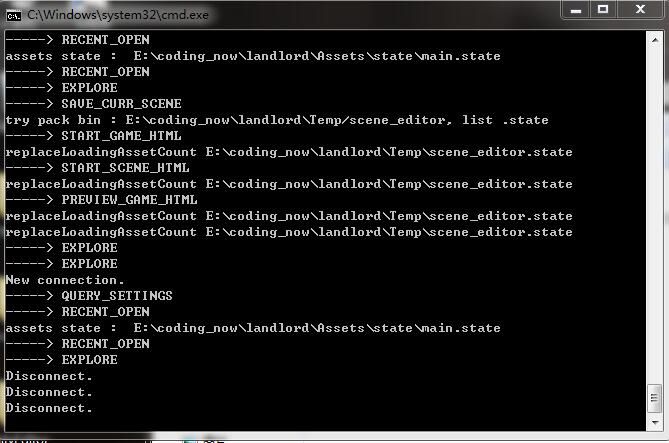 C:\Windows\system32\cmd.exe
-----> RECENT_OPEN
assets state :  E:\coding_now\landlord\Assets\state\main.state
-----> RECENT_OPEN
-----> EXPLORE
-----> SAVE_CURR_SCENE
try pack bin : E:\coding_now\landlord\Temp/scene_editor, list .state
-----> START_GAME_HTML
replaceLoadingAssetCount E:\coding_now\landlord\Temp\scene_editor.state
-----> START_SCENE_HTML
replaceLoadingAssetCount E:\coding_now\landlord\Temp\scene_editor.state
-----> PREVIEW_GAME_HTML
replaceLoadingAssetCount E:\coding_now\landlord\Temp\scene_editor.state
replaceLoadingAssetCount E:\coding_now\landlord\Temp\scene_editor.state
-----> EXPLORE
-----> EXPLORE
New connection.
-----> QUERY_SETTINGS
-----> RECENT_OPEN
assets state :  E:\coding_now\landlord\Assets\state\main.state
-----> RECENT_OPEN
-----> EXPLORE
Disconnect.
Disconnect.
Disconnect.